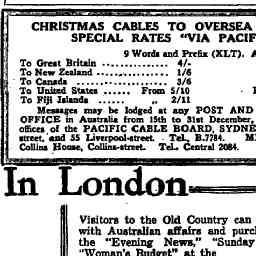 CHRISTMAS CABLES TO OVERSEA
SPECIAL RATES "VIA PACIF
9 Words and Prefix (XLT). A
To Great Britain ................ 4/-
To New Zealand ................ 1/6
To Canada ................ 3/6
To United States ...... From 5/10
To Fiji Islands ................ 2/11
Messages may be lodged at any POST AND
OFFICE in Australia from 15th to 31st December,
offices of the PACIFIC CABLE BOARD, SYDNE
street, and 55 Liverpool-street. Tel., B.7784. M
Collins House, Collins-street. Tel., Central 2084.
In London
Visitors to the Old Country can
with Australian affairs and purc
the "Evening News," "Sunday
"Woman's Budget" at the